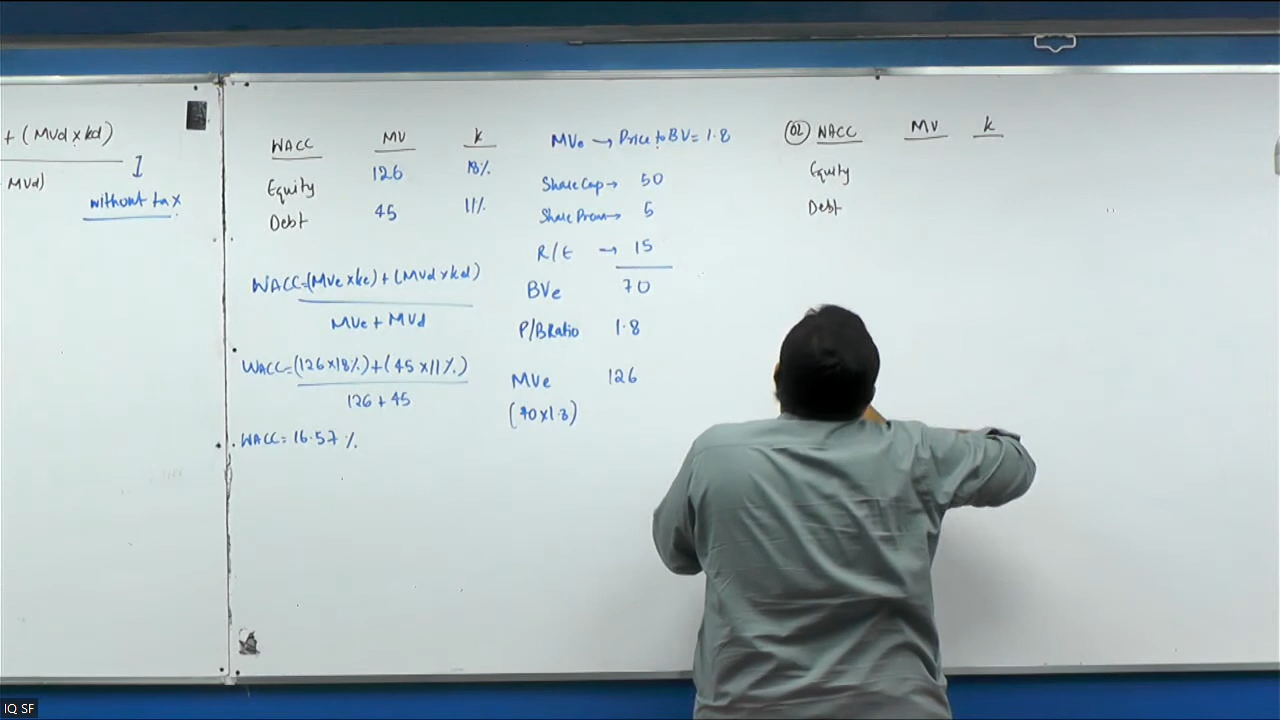 + (MVd x kd)
MVd)
1
without tax
WACC MV k
Equity 126 18%
Debt 45 11%
WACC = (MVe x ke) + (MVd x kd)
MVe + MVd
WACC = (126 x 18%) + (45 x 11%)
126 + 45
WACC = 16.57 %
MVe → Price to BV = 1.8
Share Cap → 50
Share Prem → 5
R/E → 15
BVe 70
P/B Ratio 1.8
MVe 126
(70 x 1.8)
02 WACC MV k
Equity
Debt
IQ SF